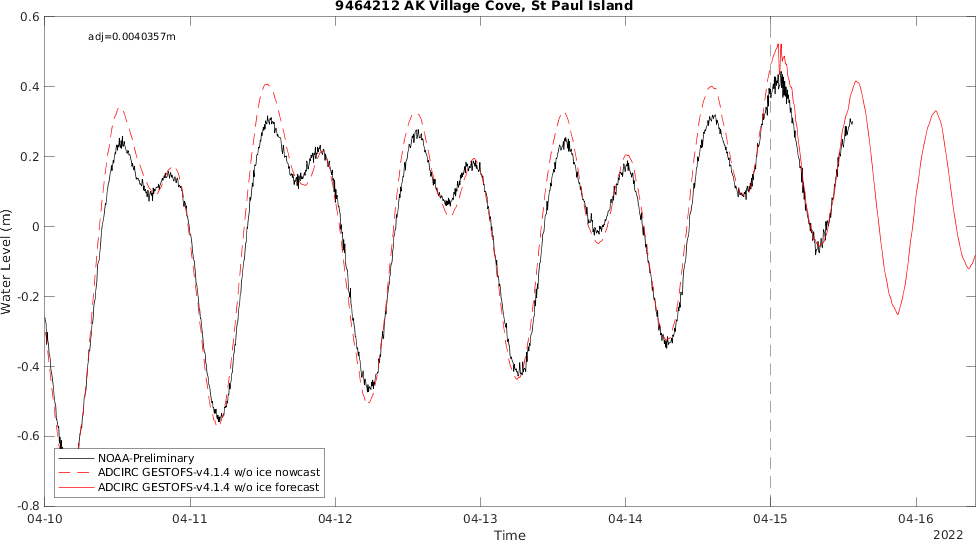 9464212 AK Village Cove, St Paul Island
adj=0.0040357m
0.6
0.4
0.2
0
-0.2
-0.4
-0.6
-0.8
Water Level (m)
NOAA-Preliminary
ADCIRC GESTOFS-v4.1.4 w/o ice nowcast
ADCIRC GESTOFS-v4.1.4 w/o ice forecast
04-10 04-11 04-12 04-13 04-14 04-15 04-16
Time
2022